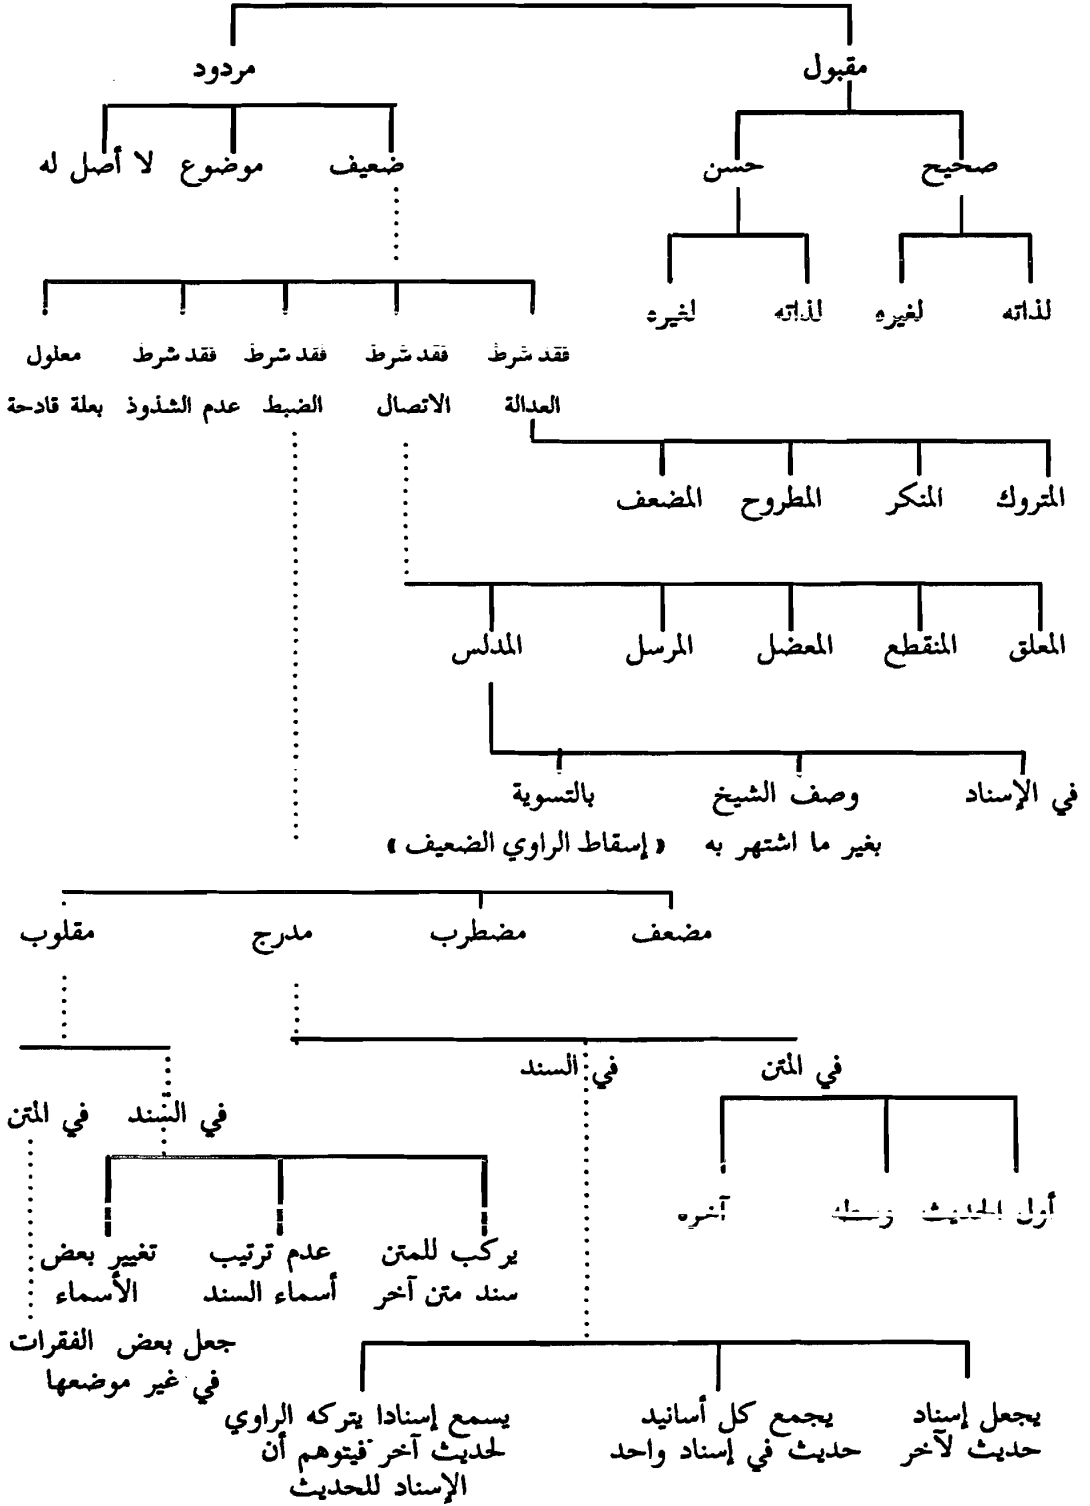 مقبول مردود
صحيح حسن ضعيف موضوع لا أصل له
لذاته لغيره لذاته لغيره
فقد شرط فقد شرط فقد شرط فقد شرط معلول
العدالة الاتصال الضبط عدم الشذوذ بعلة قادحة
المتروك المنكر المطروح المضعف
المعلق المنقطع المعضل المرسل المدلس
في الإسناد وصف الشيخ بالتسوية
بغير ما اشتهر به « إسقاط الراوي الضعيف »
مضعف مضطرب مدرج مقلوب
في المتن في السند
في السند في المتن
أول الحديث وسطه آخره
يركب للمتن عدم ترتيب تغيير بعض
سند متن آخر أسماء السند الأسماء
جعل بعض الفقرات
في غير موضعها
يجعل إسناد يجمع كل أسانيد يسمع إسنادا يتركه الراوي
حديث لآخر حديث في إسناد واحد لحديث آخر فيتوهم أن
الإسناد للحديث